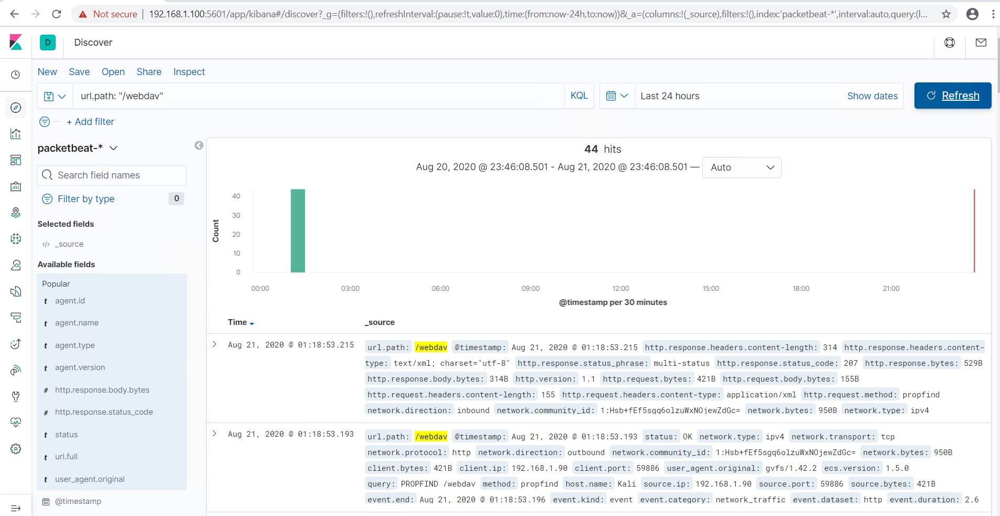 Not secure | 192.168.1.100:5601/app/kibana#/discover?_g=(filters:!(),refreshInterval:(pause:!t,value:0),time:(from:now-24h,to:now))&_a=(columns:!(_source),filters:!(),index:'packetbeat-*',interval:auto,query:(l...
D Discover
New Save Open Share Inspect
url.path: "/webdav" KQL Last 24 hours Show dates Refresh
+ Add filter
packetbeat-*
Search field names
Filter by type 0
Selected fields
</> _source
Available fields
Popular
t agent.id
t agent.name
t agent.type
t agent.version
# http.response.body.bytes
# http.response.status_code
t status
t url.full
t user_agent.original
@timestamp
44 hits
Aug 20, 2020 @ 23:46:08.501 - Aug 21, 2020 @ 23:46:08.501 — Auto
Count
40
30
20
10
0
00:00 03:00 06:00 09:00 12:00 15:00 18:00 21:00
@timestamp per 30 minutes
Time _source
Aug 21, 2020 @ 01:18:53.215 url.path: /webdav @timestamp: Aug 21, 2020 @ 01:18:53.215 http.response.headers.content-length: 314 http.response.headers.content-
type: text/xml; charset="utf-8" http.response.status_phrase: multi-status http.response.status_code: 207 http.response.bytes: 529B
http.response.body.bytes: 314B http.version: 1.1 http.request.bytes: 421B http.request.body.bytes: 155B
http.request.headers.content-length: 155 http.request.headers.content-type: application/xml http.request.method: propfind
network.direction: inbound network.community_id: 1:Hsb+fEf5sgq6olzuWxNOjewZdGc= network.bytes: 950B network.type: ipv4
Aug 21, 2020 @ 01:18:53.193 url.path: /webdav @timestamp: Aug 21, 2020 @ 01:18:53.193 status: OK network.type: ipv4 network.transport: tcp
network.protocol: http network.direction: outbound network.community_id: 1:Hsb+fEf5sgq6olzuWxNOjewZdGc= network.bytes: 950B
client.bytes: 421B client.ip: 192.168.1.90 client.port: 59886 user_agent.original: gvfs/1.42.2 ecs.version: 1.5.0
query: PROPFIND /webdav method: propfind host.name: Kali source.ip: 192.168.1.90 source.port: 59886 source.bytes: 421B
event.end: Aug 21, 2020 @ 01:18:53.196 event.kind: event event.category: network_traffic event.dataset: http event.duration: 2.6